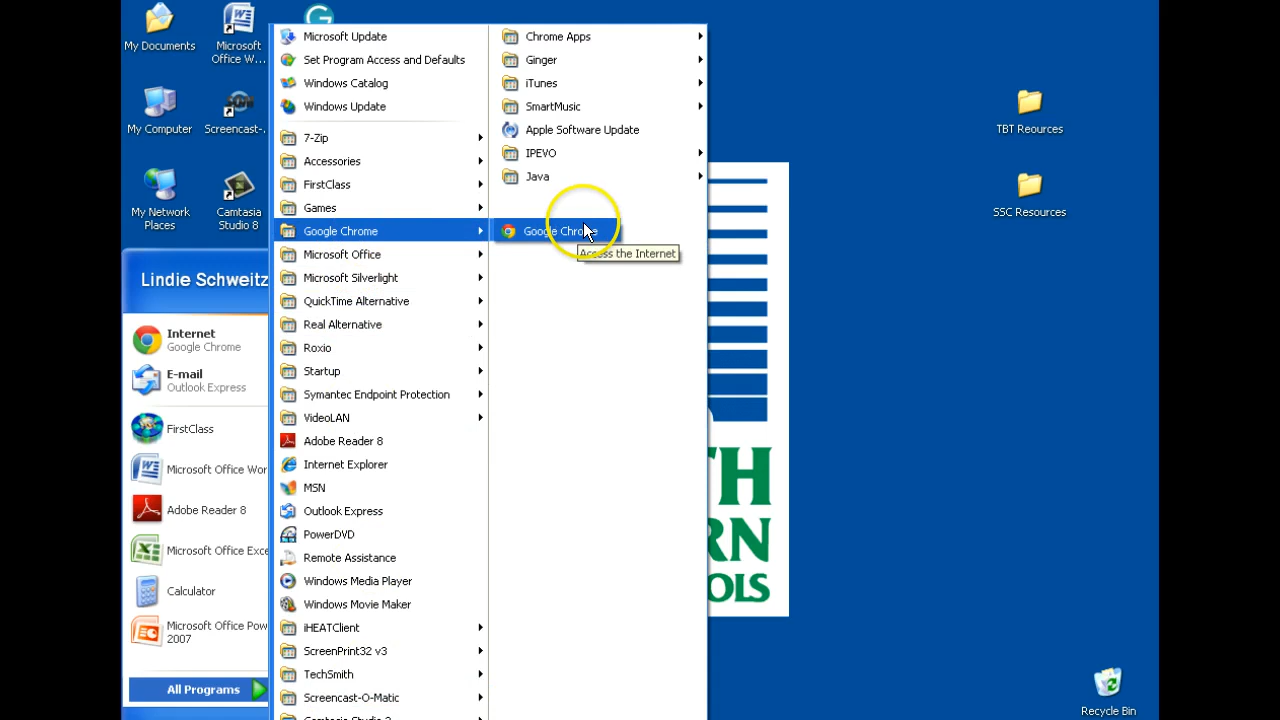 My Documents
Microsoft
Office W...
My Computer
Screencast-
My Network
Places
Camtasia
Studio 8
Lindie Schweitz
Internet
Google Chrome
E-mail
Outlook Express
FirstClass
Microsoft Office Wor
Adobe Reader 8
Microsoft Office Exce
Calculator
Microsoft Office Pow
2007
All Programs
Microsoft Update
Set Program Access and Defaults
Windows Catalog
Windows Update
7-Zip
Accessories
FirstClass
Games
Google Chrome
Microsoft Office
Microsoft Silverlight
QuickTime Alternative
Real Alternative
Roxio
Startup
Symantec Endpoint Protection
VideoLAN
Adobe Reader 8
Internet Explorer
MSN
Outlook Express
PowerDVD
Remote Assistance
Windows Media Player
Windows Movie Maker
iHEATClient
ScreenPrint32 v3
TechSmith
Screencast-O-Matic
Camtasia Studio
Chrome Apps
Ginger
iTunes
SmartMusic
Apple Software Update
IPEVO
Java
Google Chrome
Access the Internet
TH
RN
OLS
TBT Reources
SSC Resources
Recycle Bin